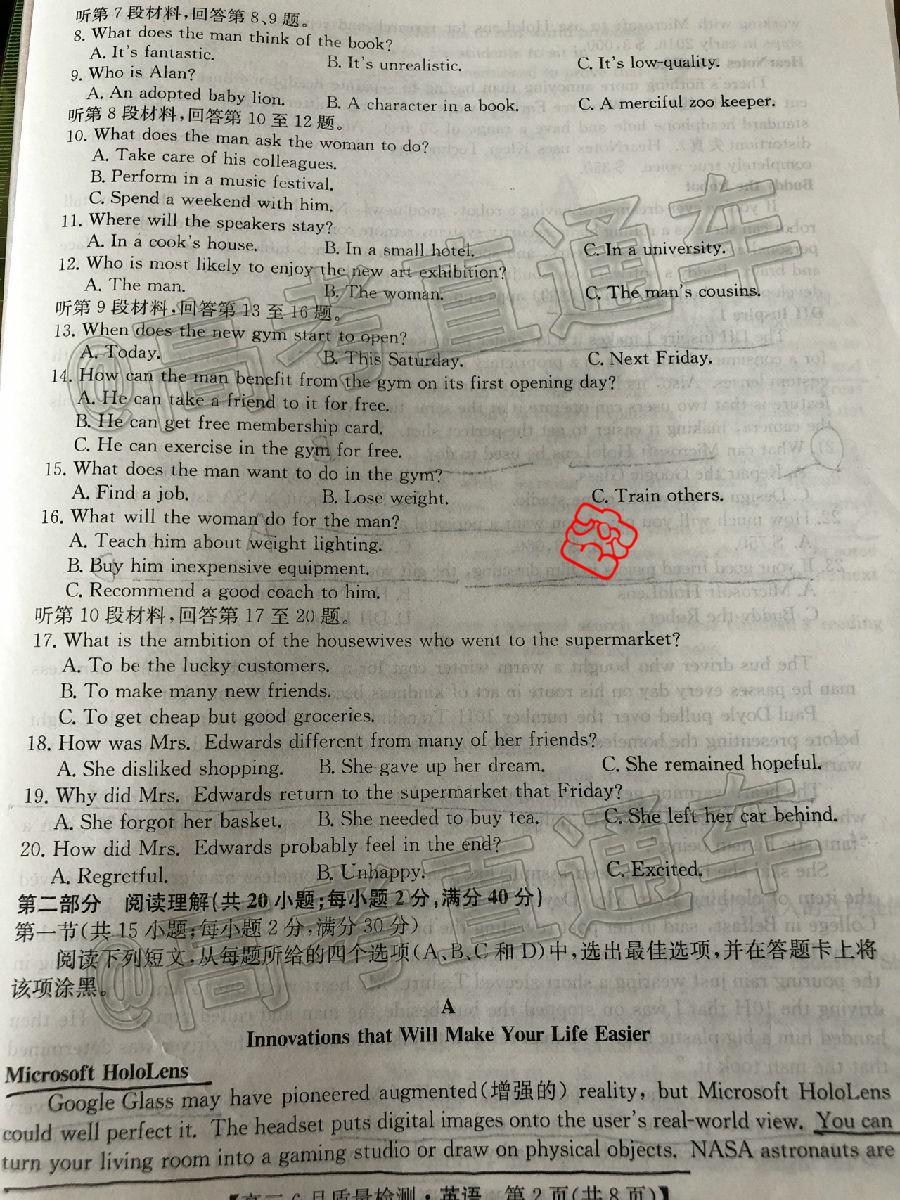 听第 7 段材料,回答第 8、9 题。
8. What does the man think of the book?
A. It's fantastic. B. It's unrealistic. C. It's low-quality.
9. Who is Alan?
A. An adopted baby lion. B. A character in a book. C. A merciful zoo keeper.
听第 8 段材料,回答第 10 至 12 题。
10. What does the man ask the woman to do?
A. Take care of his colleagues.
B. Perform in a music festival.
C. Spend a weekend with him.
11. Where will the speakers stay?
A. In a cook's house. B. In a small hotel. C. In a university.
12. Who is most likely to enjoy the new art exhibition?
A. The man. B. The woman. C. The man's cousins.
听第 9 段材料,回答第 13 至 16 题。
13. When does the new gym start to open?
A. Today. B. This Saturday. C. Next Friday.
14. How can the man benefit from the gym on its first opening day?
A. He can take a friend to it for free.
B. He can get free membership card.
C. He can exercise in the gym for free.
15. What does the man want to do in the gym?
A. Find a job. B. Lose weight. C. Train others.
16. What will the woman do for the man?
A. Teach him about weight lighting.
B. Buy him inexpensive equipment.
C. Recommend a good coach to him.
听第 10 段材料,回答第 17 至 20 题。
17. What is the ambition of the housewives who went to the supermarket?
A. To be the lucky customers.
B. To make many new friends.
C. To get cheap but good groceries.
18. How was Mrs. Edwards different from many of her friends?
A. She disliked shopping. B. She gave up her dream. C. She remained hopeful.
19. Why did Mrs. Edwards return to the supermarket that Friday?
A. She forgot her basket. B. She needed to buy tea. C. She left her car behind.
20. How did Mrs. Edwards probably feel in the end?
A. Regretful. B. Unhappy. C. Excited.
第二部分 阅读理解(共 20 小题;每小题 2 分,满分 40 分)
第一节(共 15 小题;每小题 2 分,满分 30 分)
阅读下列短文,从每题所给的四个选项(A、B、C 和 D)中,选出最佳选项,并在答题卡上将
该项涂黑。
A
Innovations that Will Make Your Life Easier
Microsoft HoloLens
Google Glass may have pioneered augmented(增强的) reality, but Microsoft HoloLens
could well perfect it. The headset puts digital images onto the user's real-world view. You can
turn your living room into a gaming studio or draw on physical objects. NASA astronauts are
【高二 6 月质量检测·英语 第 2 页(共 8 页)】
@高考直通车
@高考直通车